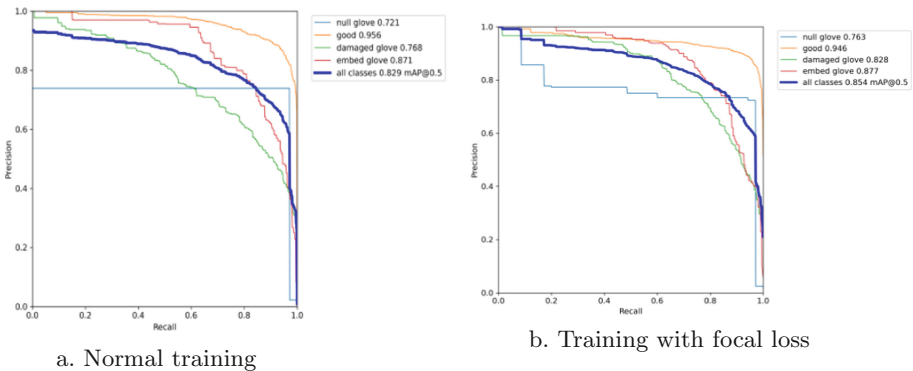 null glove 0.721
good 0.956
damaged glove 0.768
embed glove 0.871
all classes 0.829 mAP@0.5
1.0
0.8
0.6
0.4
0.2
0.0
Precision
0.0 0.2 0.4 0.6 0.8 1.0
Recall
a. Normal training
null glove 0.763
good 0.946
damaged glove 0.828
embed glove 0.877
all classes 0.854 mAP@0.5
1.0
0.8
0.6
0.4
0.2
0.0
Precision
0.0 0.2 0.4 0.6 0.8 1.0
Recall
b. Training with focal loss